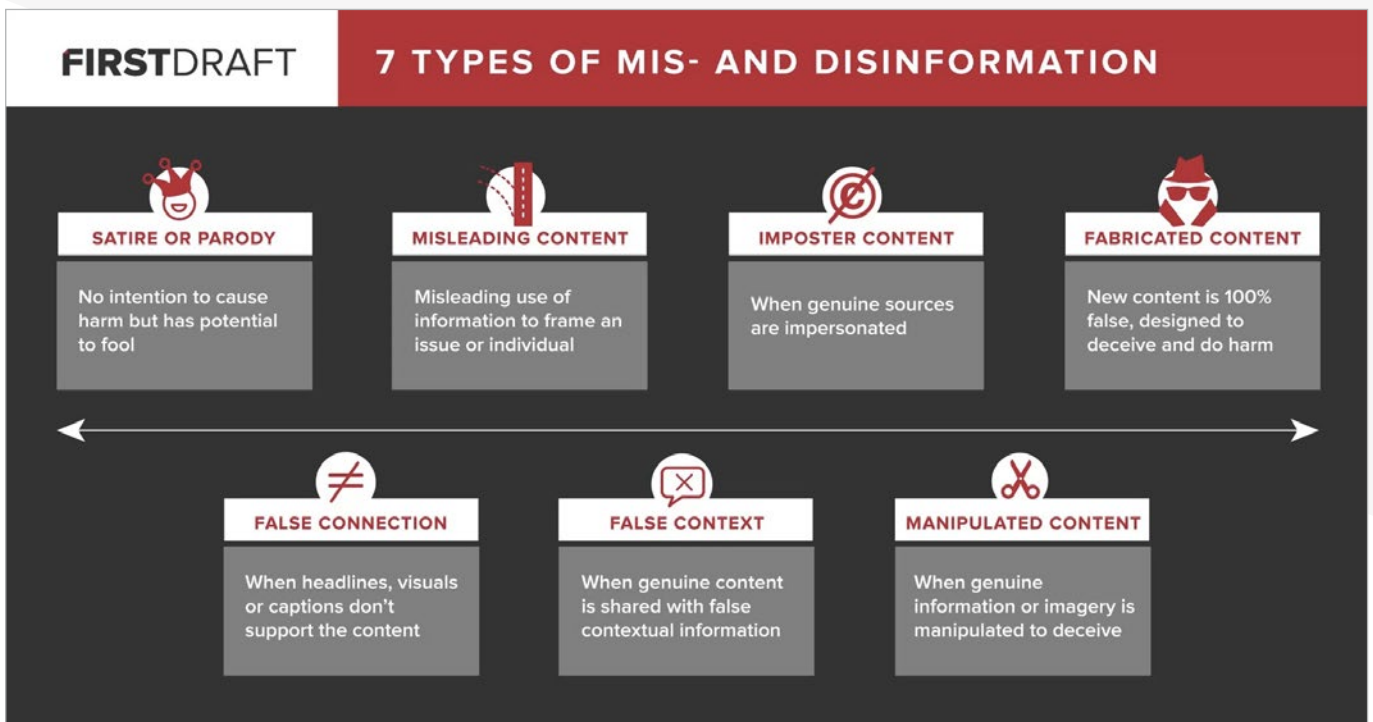 FIRSTDRAFT
7 TYPES OF MIS- AND DISINFORMATION
SATIRE OR PARODY
No intention to cause
harm but has potential
to fool
MISLEADING CONTENT
Misleading use of
information to frame an
issue or individual
IMPOSTER CONTENT
When genuine sources
are impersonated
FABRICATED CONTENT
New content is 100%
false, designed to
deceive and do harm
FALSE CONNECTION
When headlines, visuals
or captions don’t
support the content
FALSE CONTEXT
When genuine content
is shared with false
contextual information
MANIPULATED CONTENT
When genuine
information or imagery is
manipulated to deceive